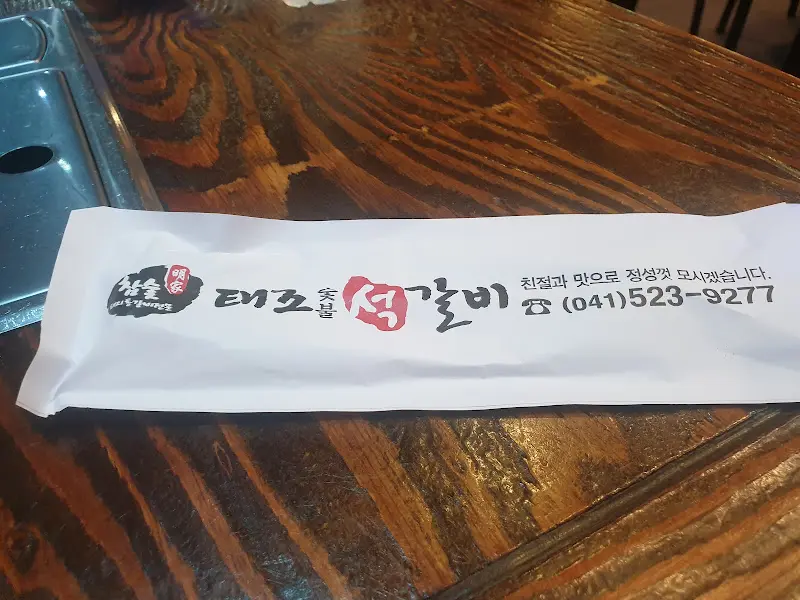 참숯
明家
태조 숯불 석갈비
친절과 맛으로 정성껏 모시겠습니다.
☎ (041)523-9277